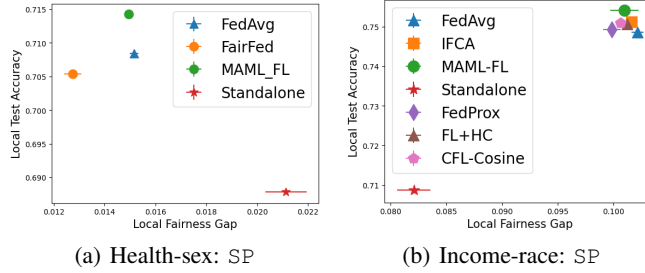 0.715
0.710
0.705
0.700
0.695
0.690
Local Test Accuracy
FedAvg
FairFed
MAML_FL
Standalone
0.012 0.014 0.016 0.018 0.020 0.022
Local Fairness Gap
(a) Health-sex: SP
0.75
0.74
0.73
0.72
0.71
Local Test Accuracy
FedAvg
IFCA
MAML-FL
Standalone
FedProx
FL+HC
CFL-Cosine
0.080 0.085 0.090 0.095 0.100
Local Fairness Gap
(b) Income-race: SP